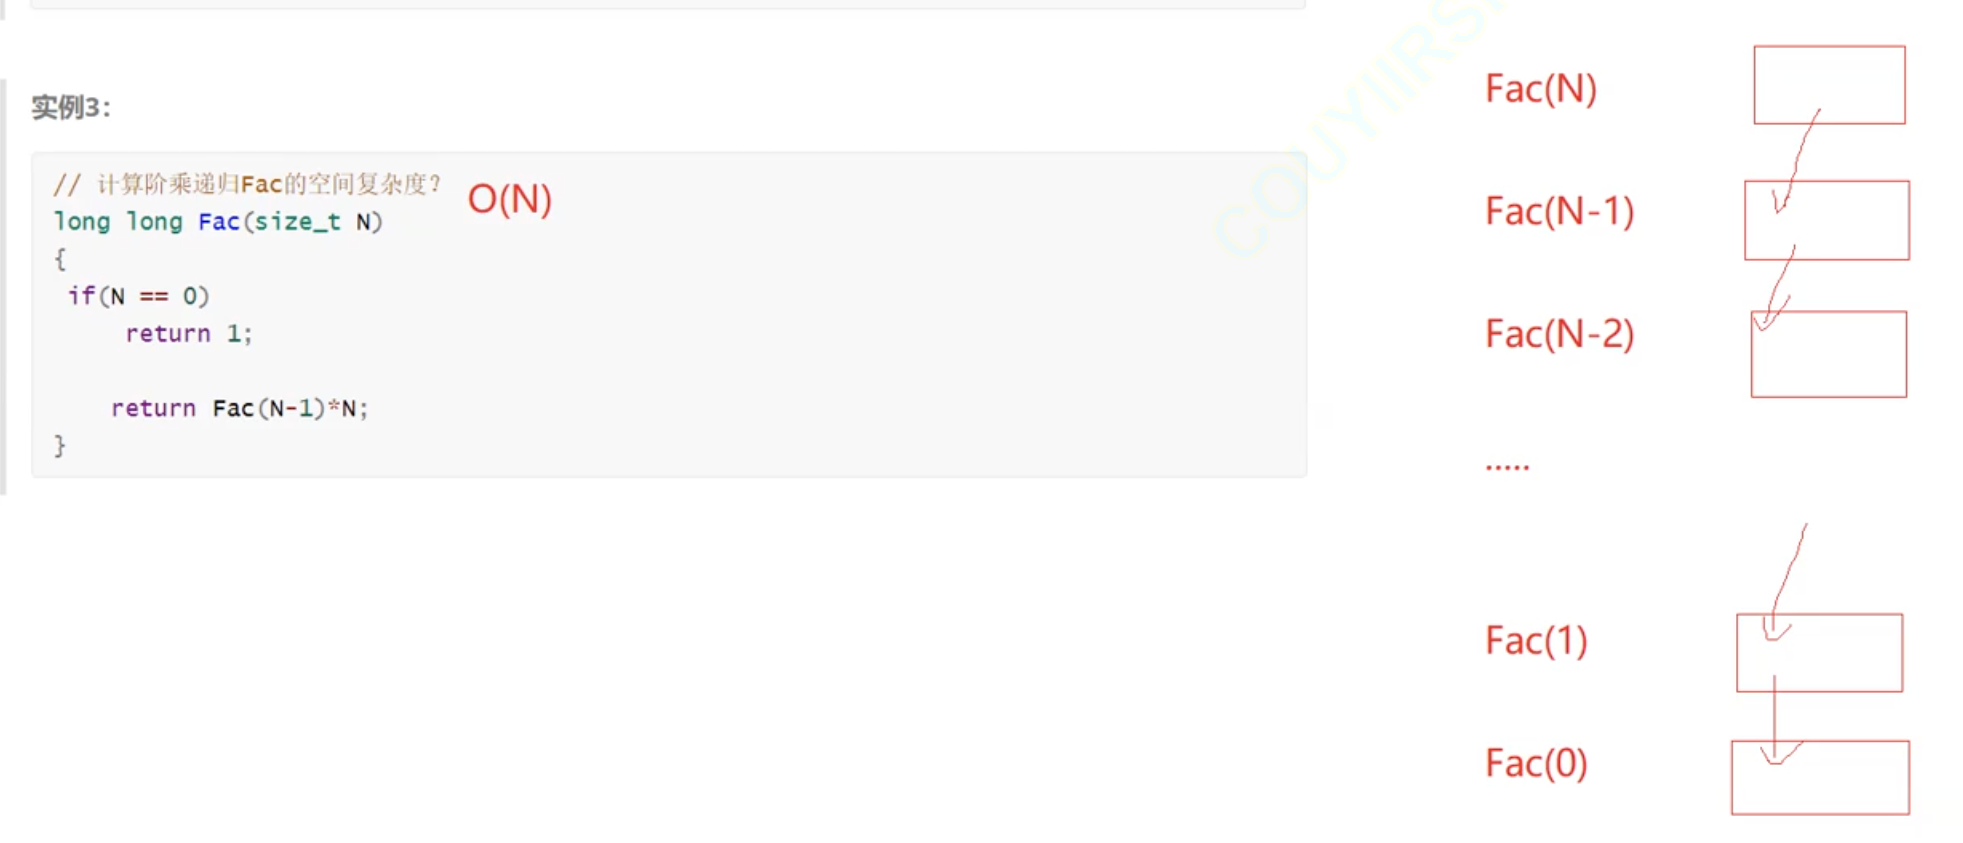 实例3：
// 计算阶乘递归Fac的空间复杂度？ O(N)
long long Fac(size_t N)
{
if(N == 0)
return 1;
return Fac(N-1)*N;
}
Fac(N)
Fac(N-1)
Fac(N-2)
.....
Fac(1)
Fac(0)